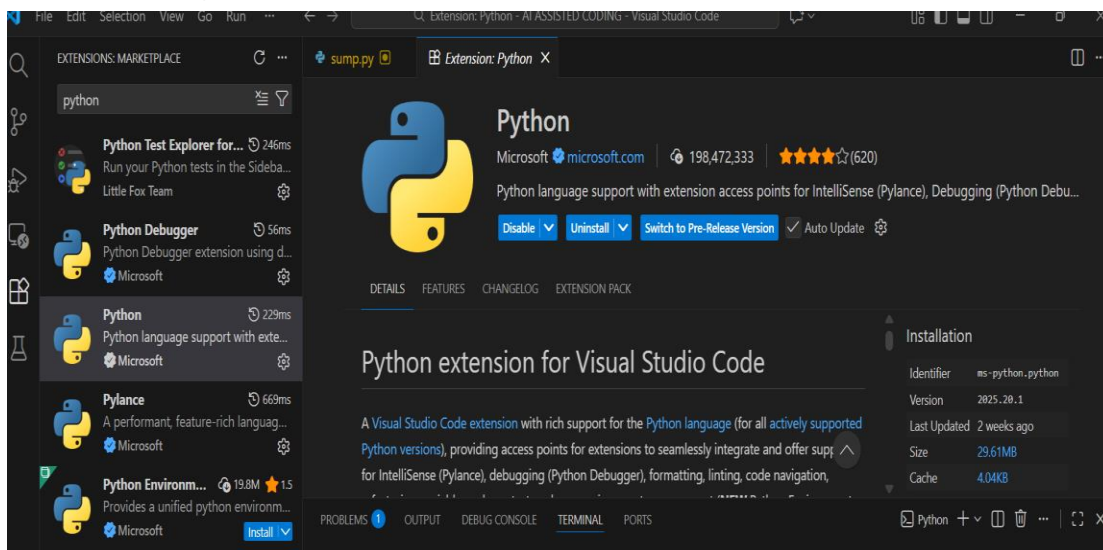 File Edit Selection View Go Run ···
Extension: Python - AI ASSISTED CODING - Visual Studio Code
EXTENSIONS: MARKETPLACE
python
Python Test Explorer for... 246ms
Run your Python tests in the Sideba...
Little Fox Team
Python Debugger 56ms
Python Debugger extension using d...
Microsoft
Python 229ms
Python language support with exte...
Microsoft
Pylance 669ms
A performant, feature-rich languag...
Microsoft
Python Environm... 19.8M 1.5
Provides a unified python environm...
Microsoft Install
sump.py Extension: Python
Python
Microsoft microsoft.com 198,472,333 (620)
Python language support with extension access points for IntelliSense (Pylance), Debugging (Python Debu...
Disable Uninstall Switch to Pre-Release Version Auto Update
DETAILS FEATURES CHANGELOG EXTENSION PACK
Python extension for Visual Studio Code
A Visual Studio Code extension with rich support for the Python language (for all actively supported
Python versions), providing access points for extensions to seamlessly integrate and offer supp
for IntelliSense (Pylance), debugging (Python Debugger), formatting, linting, code navigation,
Installation
Identifier ms-python.python
Version 2025.20.1
Last Updated 2 weeks ago
Size 29.61MB
Cache 4.04KB
PROBLEMS 1 OUTPUT DEBUG CONSOLE TERMINAL PORTS
Python